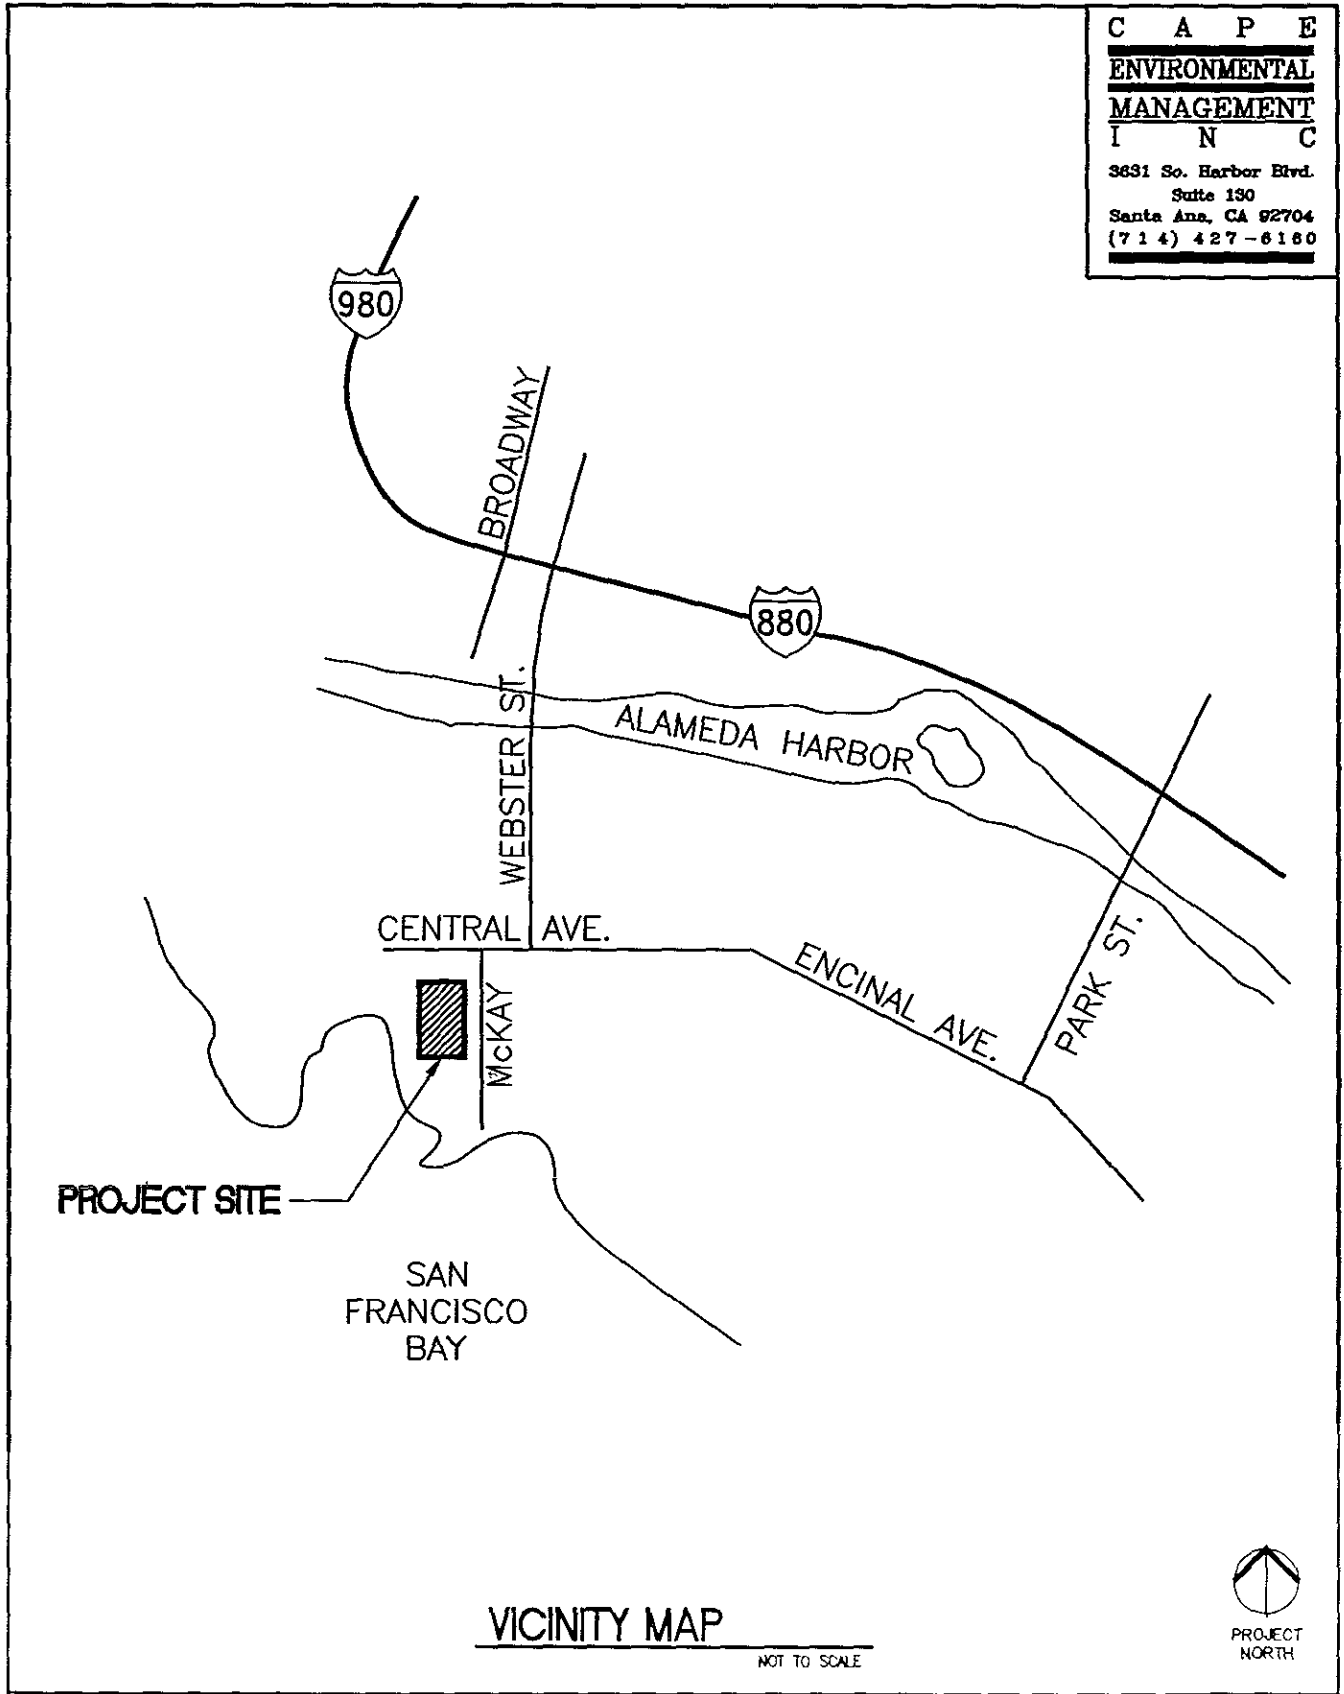 C A P E
ENVIRONMENTAL
MANAGEMENT
I N C
3631 So. Harbor Blvd.
Suite 130
Santa Ana, CA 92704
(714) 427-6160
980
BROADWAY
880
WEBSTER ST.
ALAMEDA HARBOR
CENTRAL AVE.
ENCINAL AVE.
PARK ST.
McKAY
PROJECT SITE
SAN
FRANCISCO
BAY
VICINITY MAP
NOT TO SCALE
PROJECT
NORTH